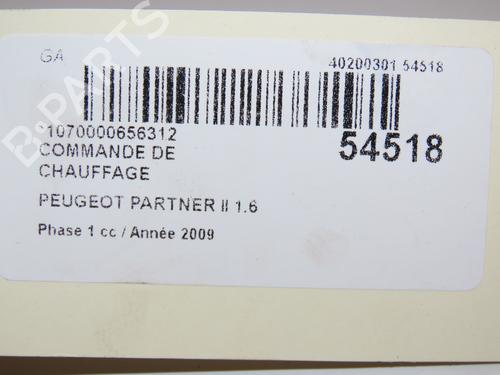 GA
40200301 54518
1070000656312
54518
COMMANDE DE
CHAUFFAGE
PEUGEOT PARTNER II 1.6
Phase 1 cc / Année 2009
B-PARTS